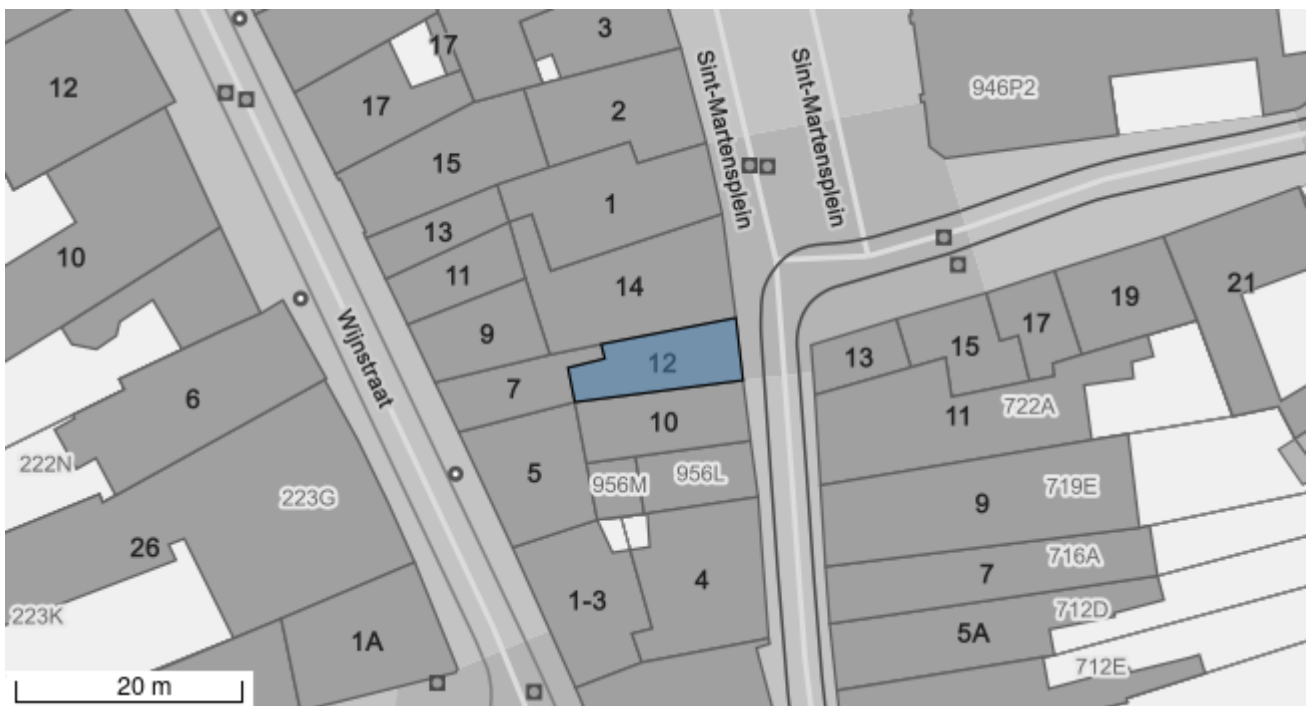 3
17
12
17
946P2
2
Sint-Martensplein
Sint-Martensplein
15
1
13
10
11
14
21
19
9
17
13
15
12
Wijnstraat
7
6
11
722A
10
5
222N
956M
956L
719E
223G
9
26
716A
7
4
1-3
712D
223K
5A
1A
712E
20 m